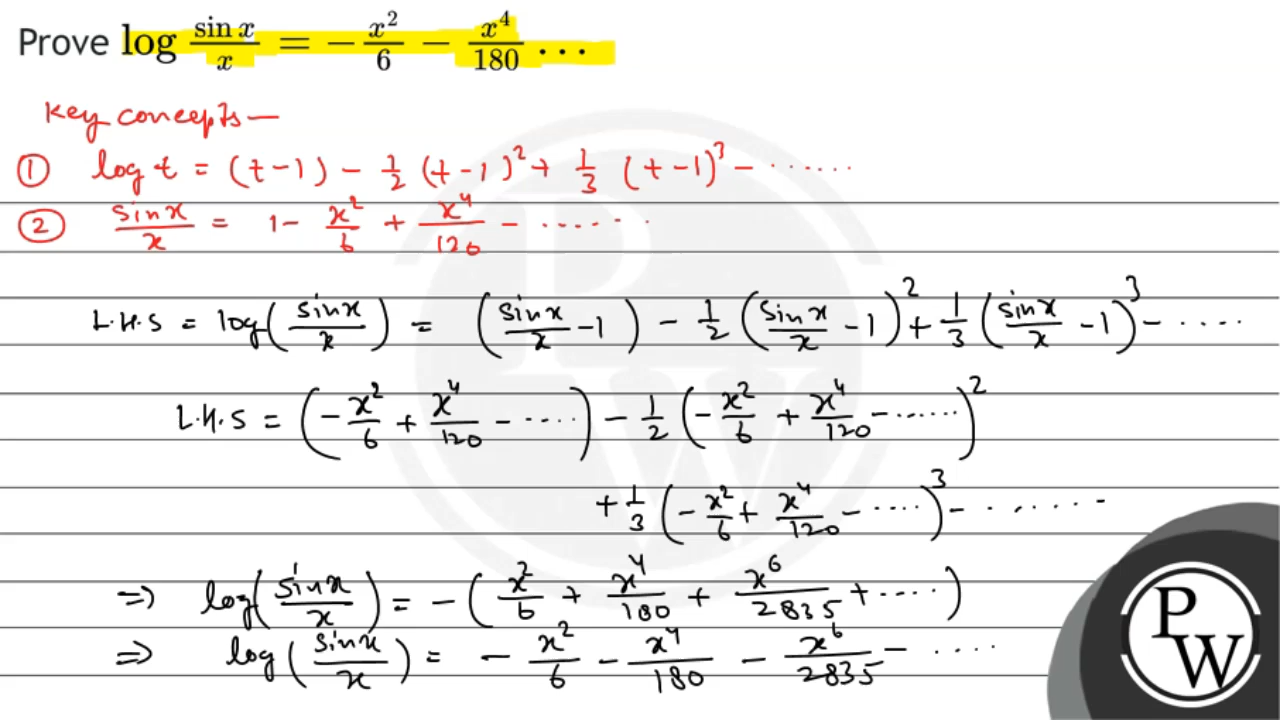 Prove log sin x / x = − x² / 6 − x⁴ / 180 ...
Key concepts —
① log t = (t − 1) − 1/2 (t − 1)² + 1/3 (t − 1)³ − ......
② sin x / x = 1 − x² / 6 + x⁴ / 120 − ......
L.H.S = log( sin x / x ) = ( sin x / x − 1 ) − 1/2 ( sin x / x − 1 )² + 1/3 ( sin x / x − 1 )³ − .....
L.H.S = ( − x² / 6 + x⁴ / 120 − ..... ) − 1/2 ( − x² / 6 + x⁴ / 120 − ...... )²
+ 1/3 ( − x² / 6 + x⁴ / 120 − ..... )³ − ......
⇒ log( sin x / x ) = − ( x² / 6 + x⁴ / 180 + x⁶ / 2835 + .... )
⇒ log ( sin x / x ) = − x² / 6 − x⁴ / 180 − x⁶ / 2835 − ....
PW